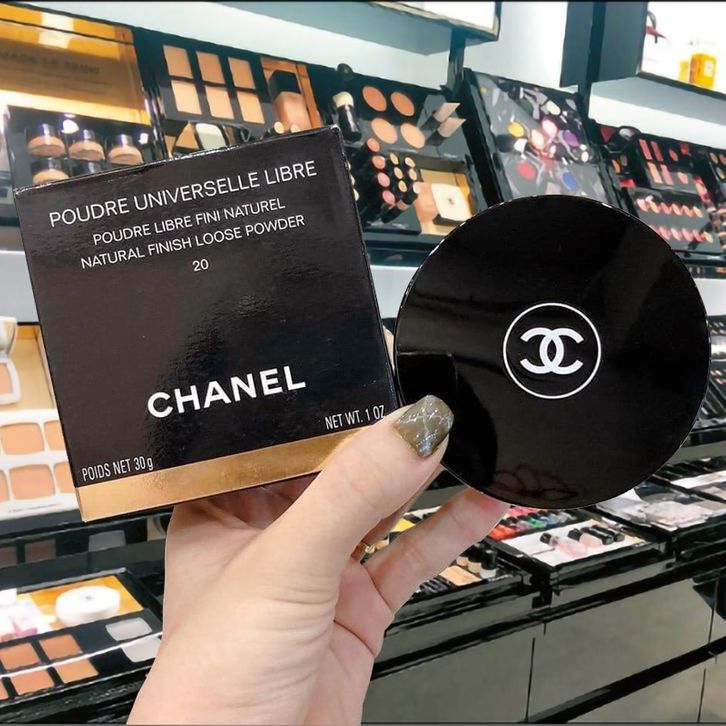 POUDRE UNIVERSELLE LIBRE
POUDRE LIBRE FINI NATUREL
NATURAL FINISH LOOSE POWDER
20
CHANEL
POIDS NET 30g
NET WT. 1 OZ